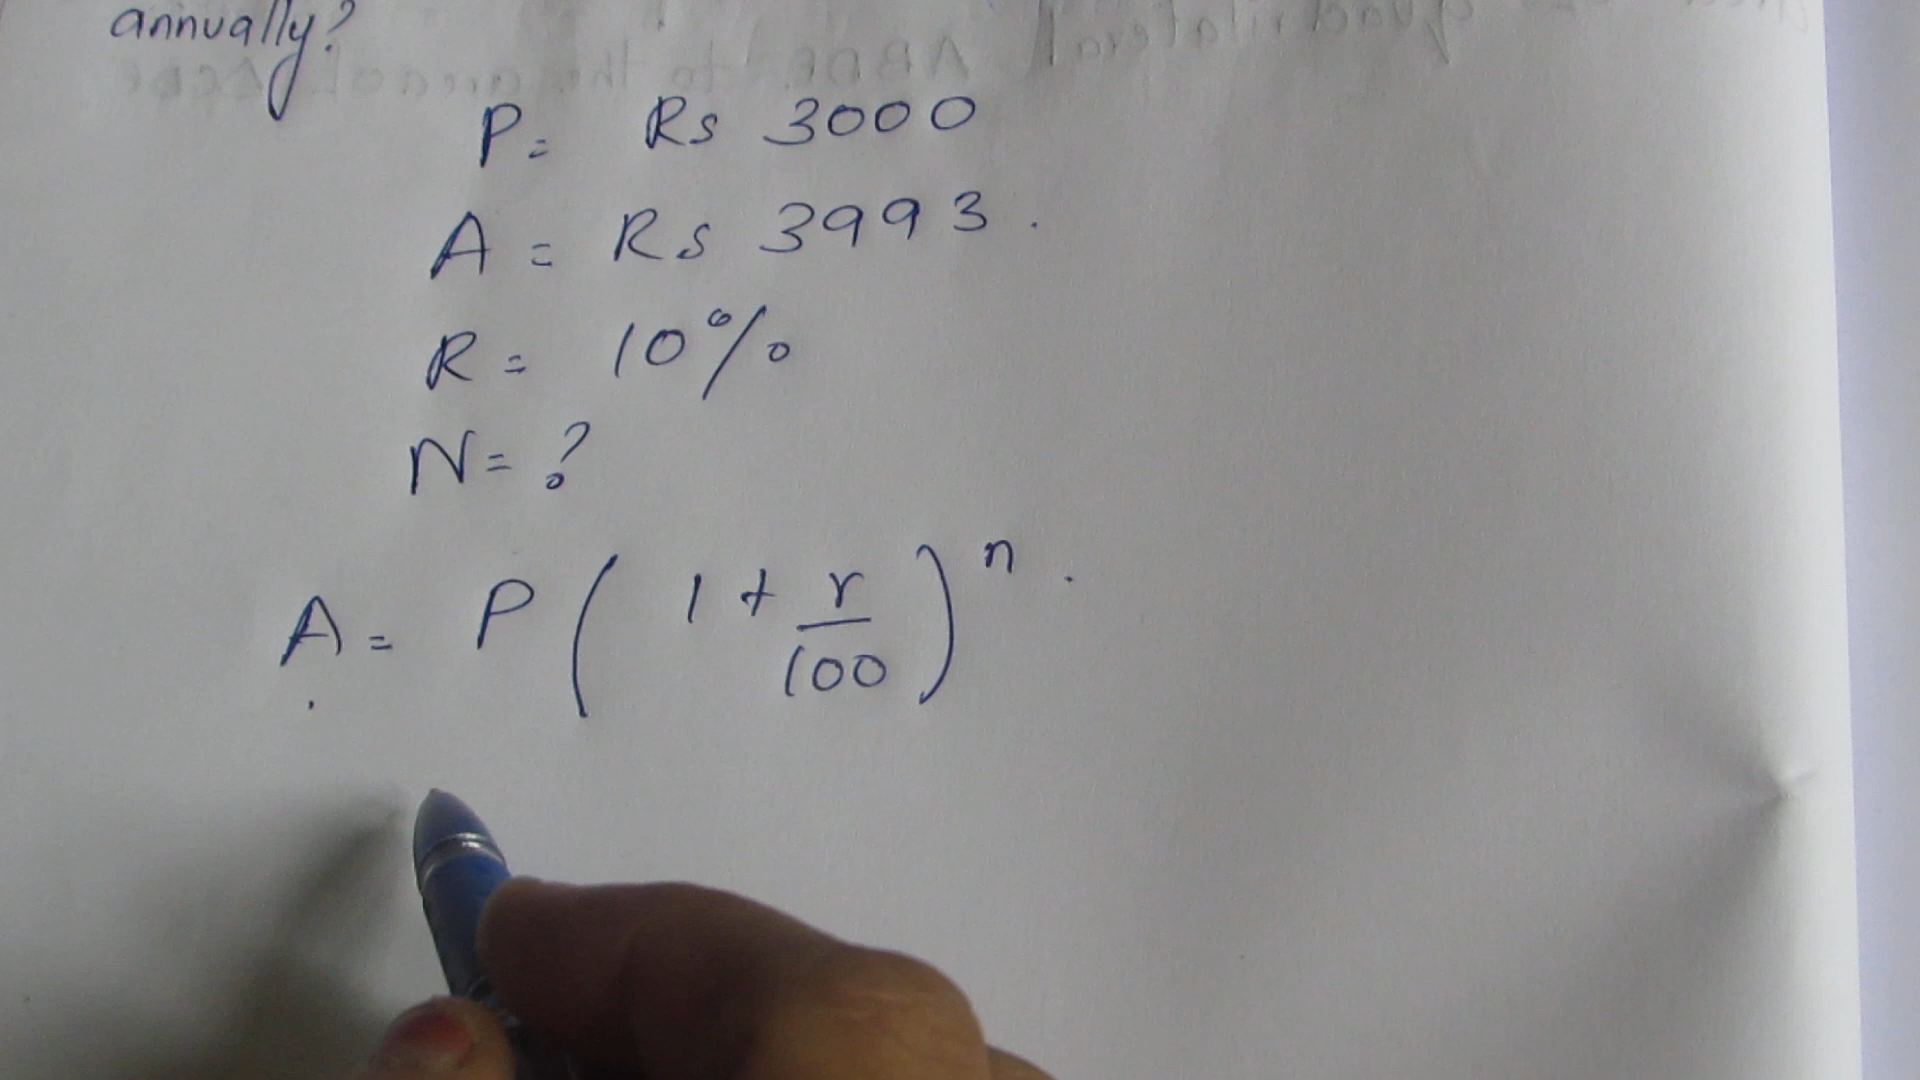 annually?
P = Rs 3000
A = Rs 3993.
R = 10%
N = ?
A = P ( 1 + r/100 )^n.